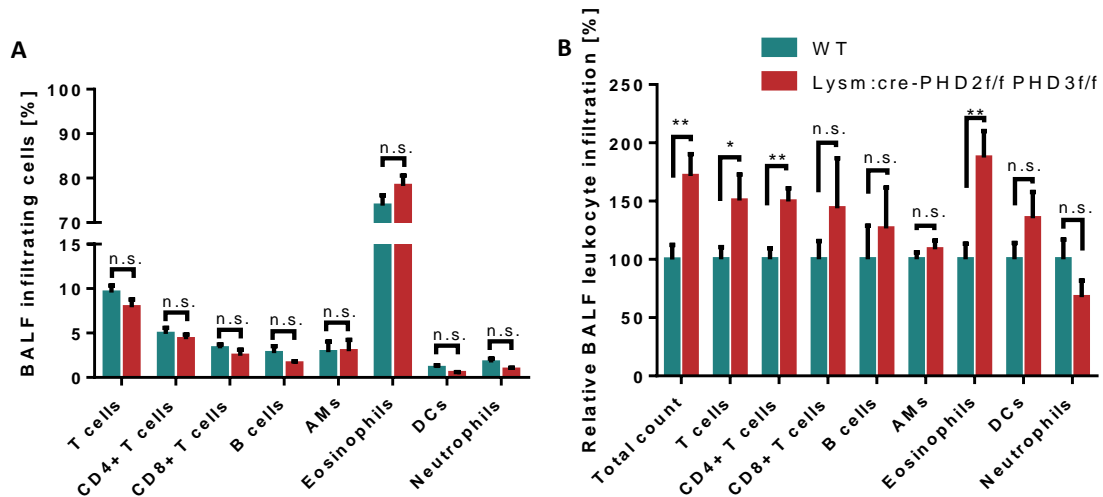 A
BALF infiltrating cells [%]
100
90
80
70
15
10
5
0
n.s.
n.s.
n.s.
n.s.
n.s.
n.s.
n.s.
n.s.
T cells
CD4+ T cells
CD8+ T cells
B cells
AMs
Eosinophils
DCs
Neutrophils
B
WT
Lysm:cre-PHD2f/f PHD3f/f
Relative BALF leukocyte infiltration [%]
250
200
150
100
50
0
**
*
**
n.s.
n.s.
n.s.
**
n.s.
n.s.
Total count
T cells
CD4+ T cells
CD8+ T cells
B cells
AMs
Eosinophils
DCs
Neutrophils